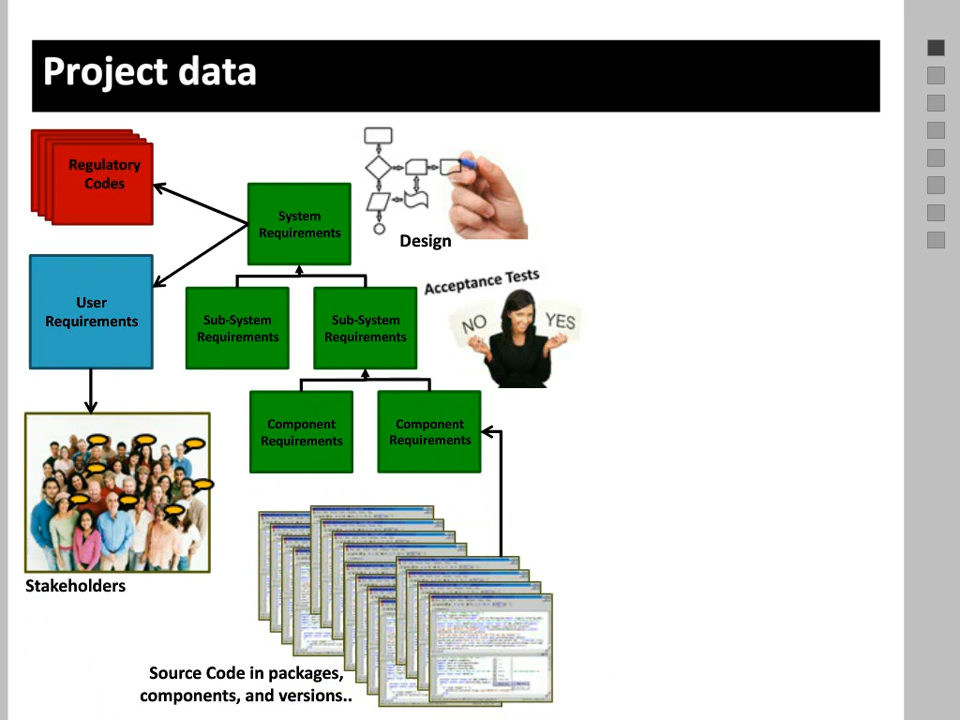 Project data
Regulatory
Codes
System
Requirements
Design
User
Requirements
Acceptance Tests
NO
YES
Sub-System
Requirements
Sub-System
Requirements
Component
Requirements
Component
Requirements
Stakeholders
Source Code in packages,
components, and versions..